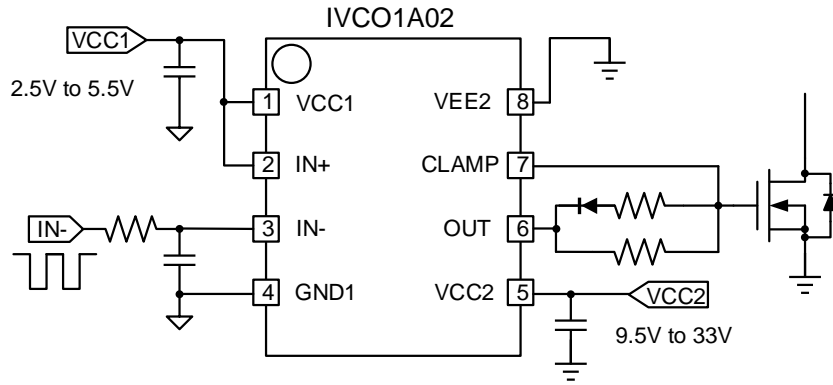 IVCO1A02
VCC1
2.5V to 5.5V
1 VCC1
VEE2 8
2 IN+
CLAMP 7
IN-
3 IN-
OUT 6
4 GND1
VCC2 5
VCC2
9.5V to 33V